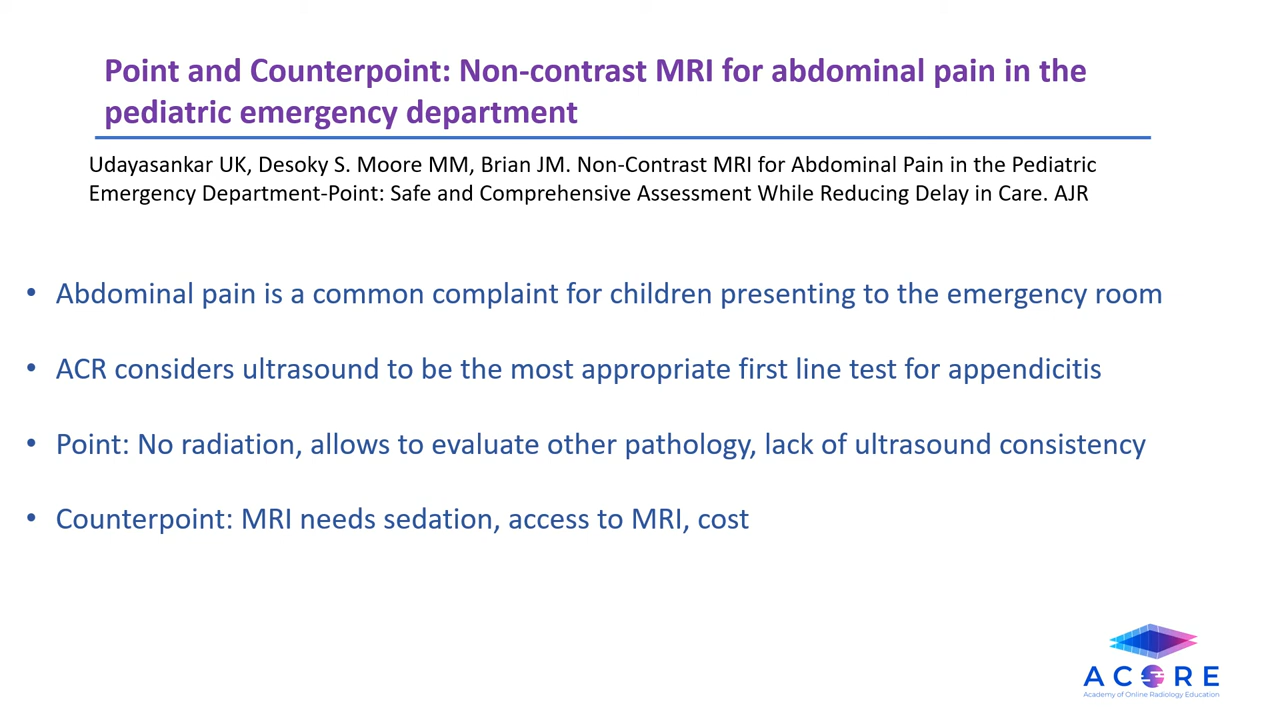 Point and Counterpoint: Non-contrast MRI for abdominal pain in the
pediatric emergency department
Udayasankar UK, Desoky S. Moore MM, Brian JM. Non-Contrast MRI for Abdominal Pain in the Pediatric
Emergency Department-Point: Safe and Comprehensive Assessment While Reducing Delay in Care. AJR
• Abdominal pain is a common complaint for children presenting to the emergency room
• ACR considers ultrasound to be the most appropriate first line test for appendicitis
• Point: No radiation, allows to evaluate other pathology, lack of ultrasound consistency
• Counterpoint: MRI needs sedation, access to MRI, cost
ACORE
Academy of Online Radiology Education